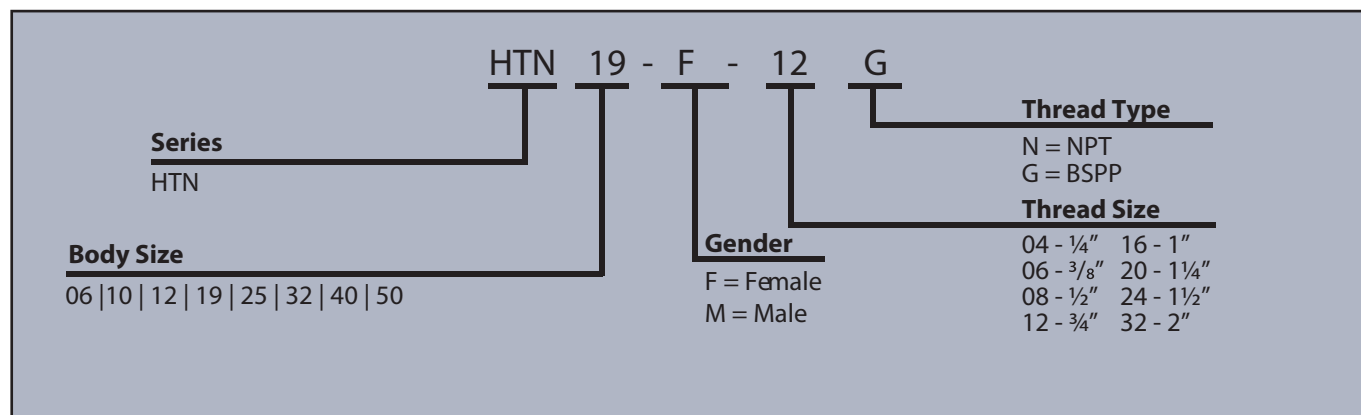 HTN 19 - F - 12 G
Series
HTN
Body Size
06 |10 | 12 | 19 | 25 | 32 | 40 | 50
Gender
F = Female
M = Male
Thread Type
N = NPT
G = BSPP
Thread Size
04 - ¼″ 16 - 1″
06 - ³/₈″ 20 - 1¼″
08 - ½″ 24 - 1½″
12 - ¾″ 32 - 2″